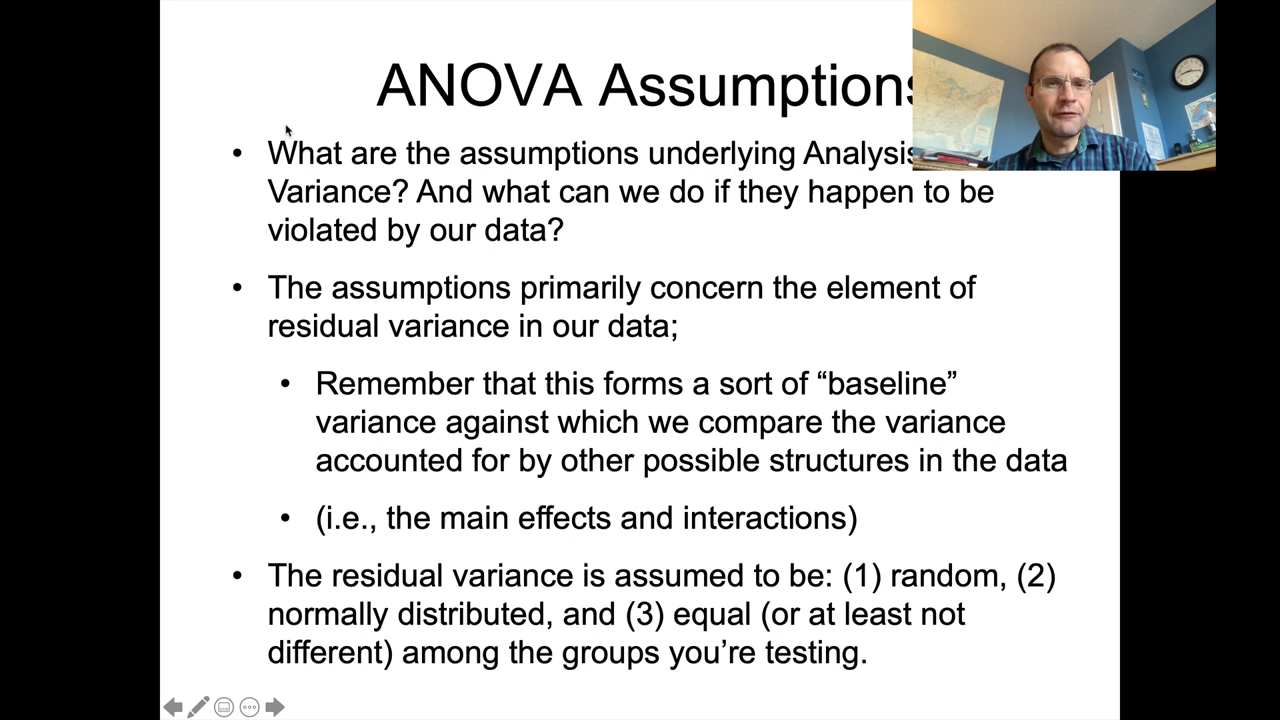 ANOVA Assumptions
• What are the assumptions underlying Analysis
Variance? And what can we do if they happen to be
violated by our data?
• The assumptions primarily concern the element of
residual variance in our data;
• Remember that this forms a sort of “baseline”
variance against which we compare the variance
accounted for by other possible structures in the data
• (i.e., the main effects and interactions)
• The residual variance is assumed to be: (1) random, (2)
normally distributed, and (3) equal (or at least not
different) among the groups you’re testing.